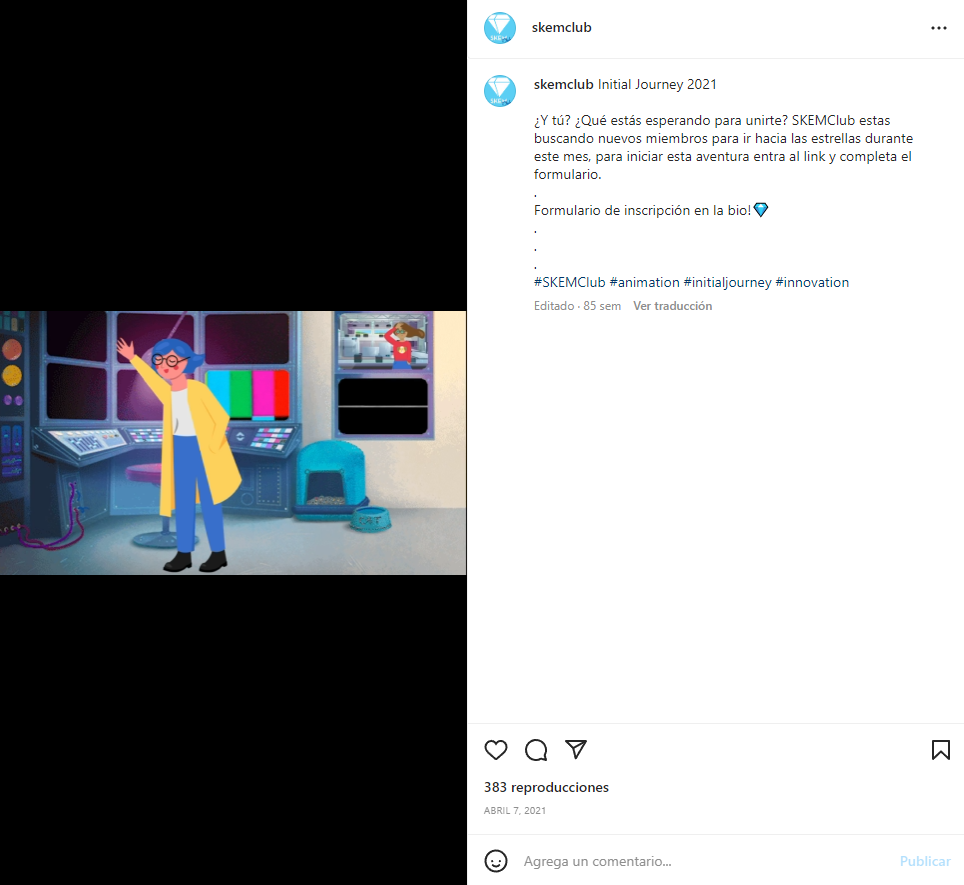 skemclub
skemclub Initial Journey 2021
¿Y tú? ¿Qué estás esperando para unirte? SKEMClub estas
buscando nuevos miembros para ir hacia las estrellas durante
este mes, para iniciar esta aventura entra al link y completa el
formulario.
.
Formulario de inscripción en la bio!💎
.
.
.
#SKEMClub #animation #initialjourney #innovation
Editado · 85 sem Ver traducción
383 reproducciones
ABRIL 7, 2021
Agrega un comentario... Publicar